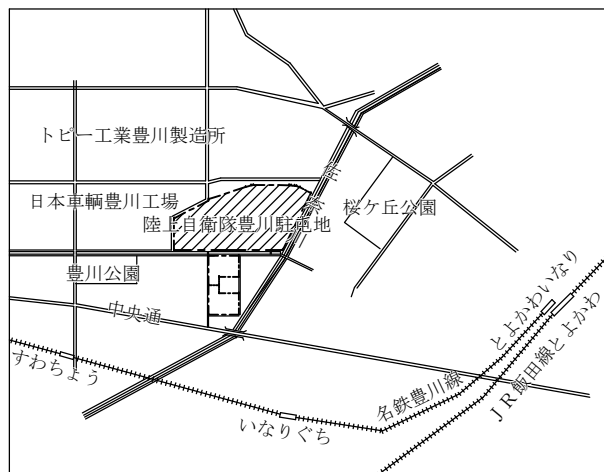 トピー工業豊川製造所
日本車輌豊川工場
陸上自衛隊豊川駐屯地
桜ケ丘公園
豊川公園
中央通
すわちょう
いなりぐち
名鉄豊川線
とよかわいなり
ＪＲ飯田線とよかわ